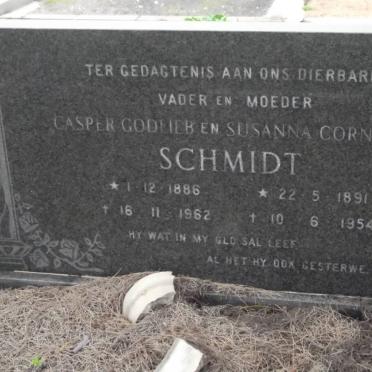 TER GEDAGTENIS AAN ONS DIERBARE
VADER EN MOEDER
CASPER GODLIEB EN SUSANNA CORN
SCHMIDT
* 1 12 1886 * 22 5 1891
† 16 11 1962 † 10 6 1954
HY WAT IN MY GLO SAL LEEF
AL HET HY OOK GESTERWE